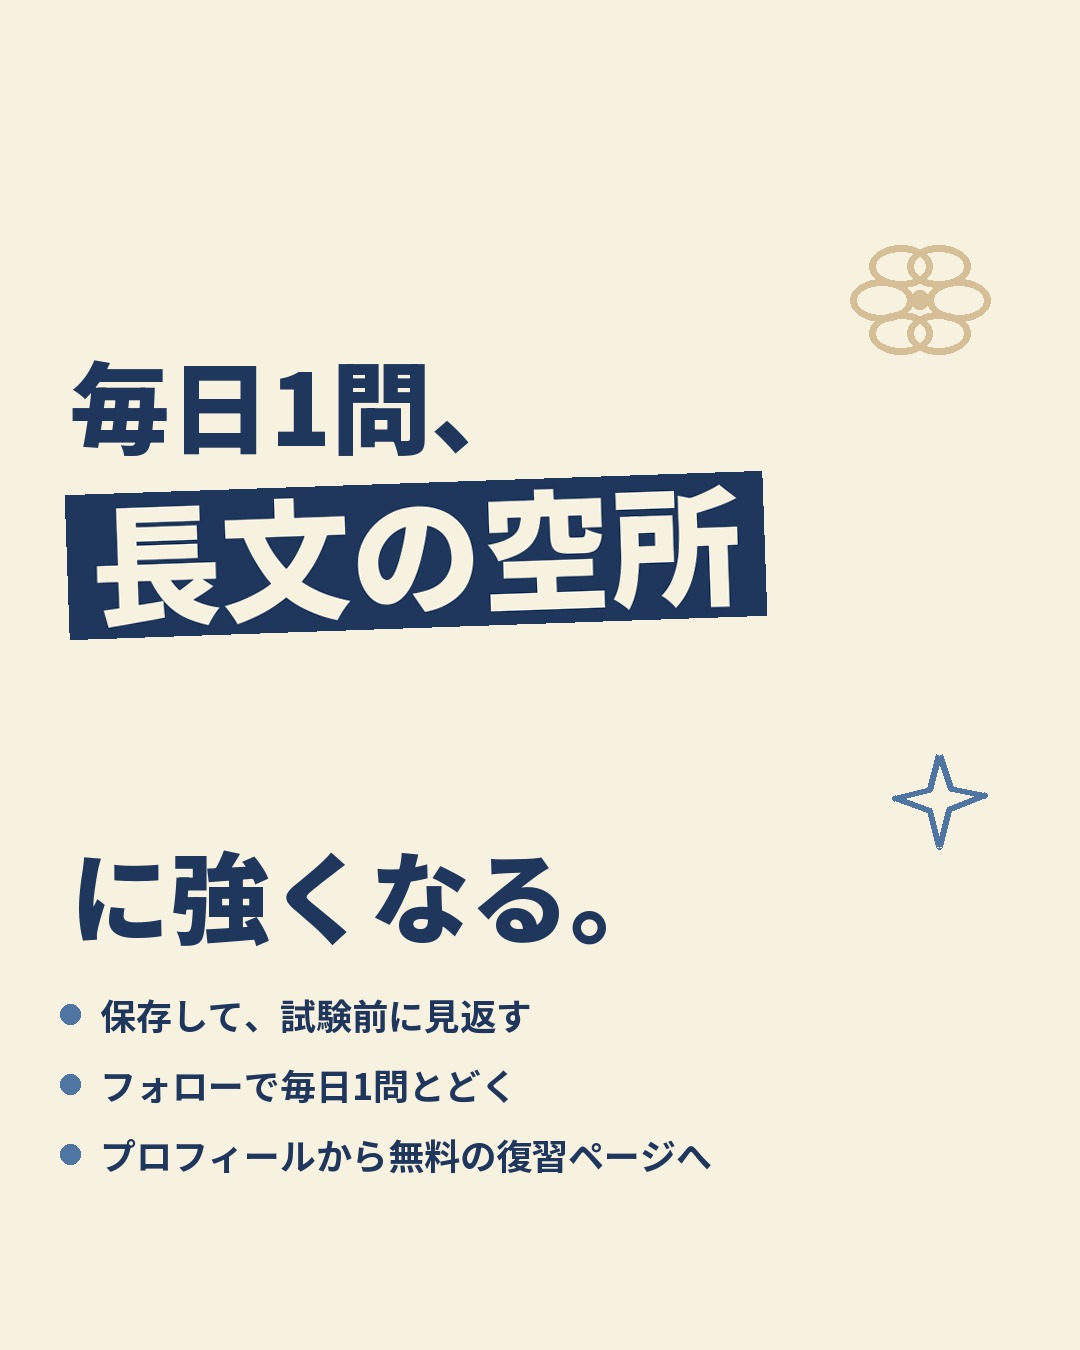 毎日1問、
長文の空所
に強くなる。
保存して、試験前に見返す
フォローで毎日1問とどく
プロフィールから無料の復習ページへ